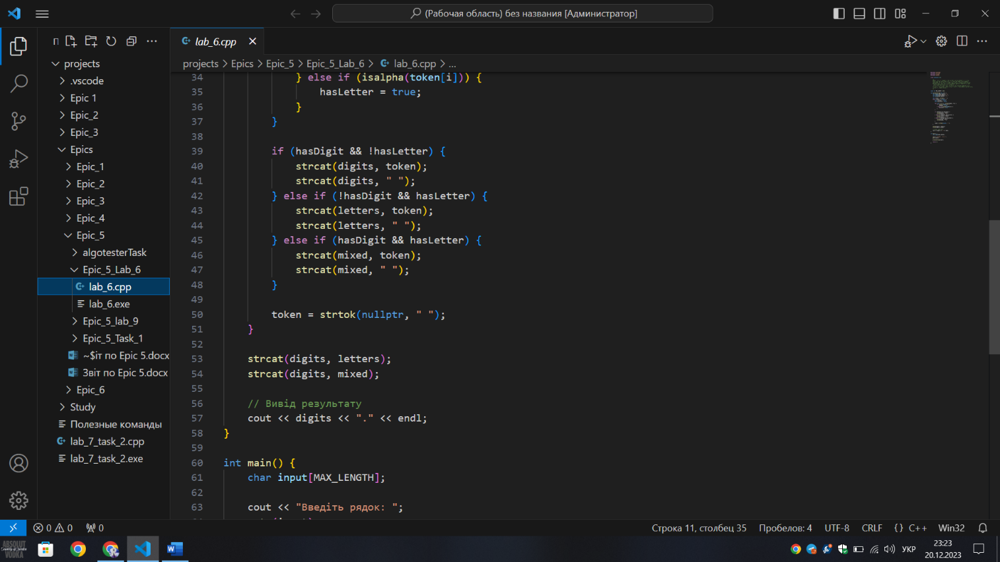 (Рабочая область) без названия [Администратор]
П
lab_6.cpp
projects > Epics > Epic_5 > Epic_5_Lab_6 > lab_6.cpp > ...
projects
.vscode
Epic 1
Epic_2
Epic_3
Epics
Epic_1
Epic_2
Epic_3
Epic_4
Epic_5
algotesterTask
Epic_5_Lab_6
lab_6.cpp
lab_6.exe
Epic_5_lab_9
Epic_5_Task_1
~$іт по Epic 5.docx
Звіт по Epic 5.docx
Epic_6
Study
Полезные команды
lab_7_task_2.cpp
lab_7_task_2.exe
34 } else if (isalpha(token[i])) {
35 hasLetter = true;
36 }
37 }
38
39 if (hasDigit && !hasLetter) {
40 strcat(digits, token);
41 strcat(digits, " ");
42 } else if (!hasDigit && hasLetter) {
43 strcat(letters, token);
44 strcat(letters, " ");
45 } else if (hasDigit && hasLetter) {
46 strcat(mixed, token);
47 strcat(mixed, " ");
48 }
49
50 token = strtok(nullptr, " ");
51 }
52
53 strcat(digits, letters);
54 strcat(digits, mixed);
55
56 // Вивід результату
57 cout << digits << "." << endl;
58 }
59
60 int main() {
61 char input[MAX_LENGTH];
62
63 cout << "Введіть рядок: ";
0 0 0
Строка 11, столбец 35 Пробелов: 4 UTF-8 CRLF {} C++ Win32
ABSOLUT
Country of Sweden
VODKA
УКР
23:23
20.12.2023